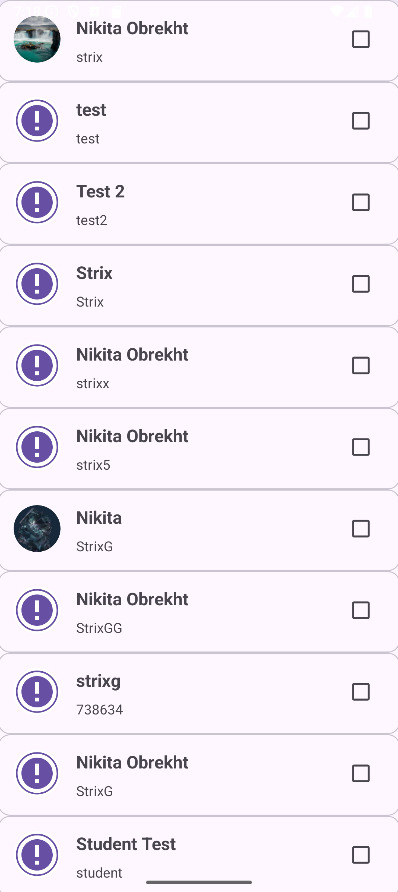 Nikita Obrekht
strix
test
test
Test 2
test2
Strix
Strix
Nikita Obrekht
strixx
Nikita Obrekht
strix5
Nikita
StrixG
Nikita Obrekht
StrixGG
strixg
738634
Nikita Obrekht
StrixG
Student Test
student